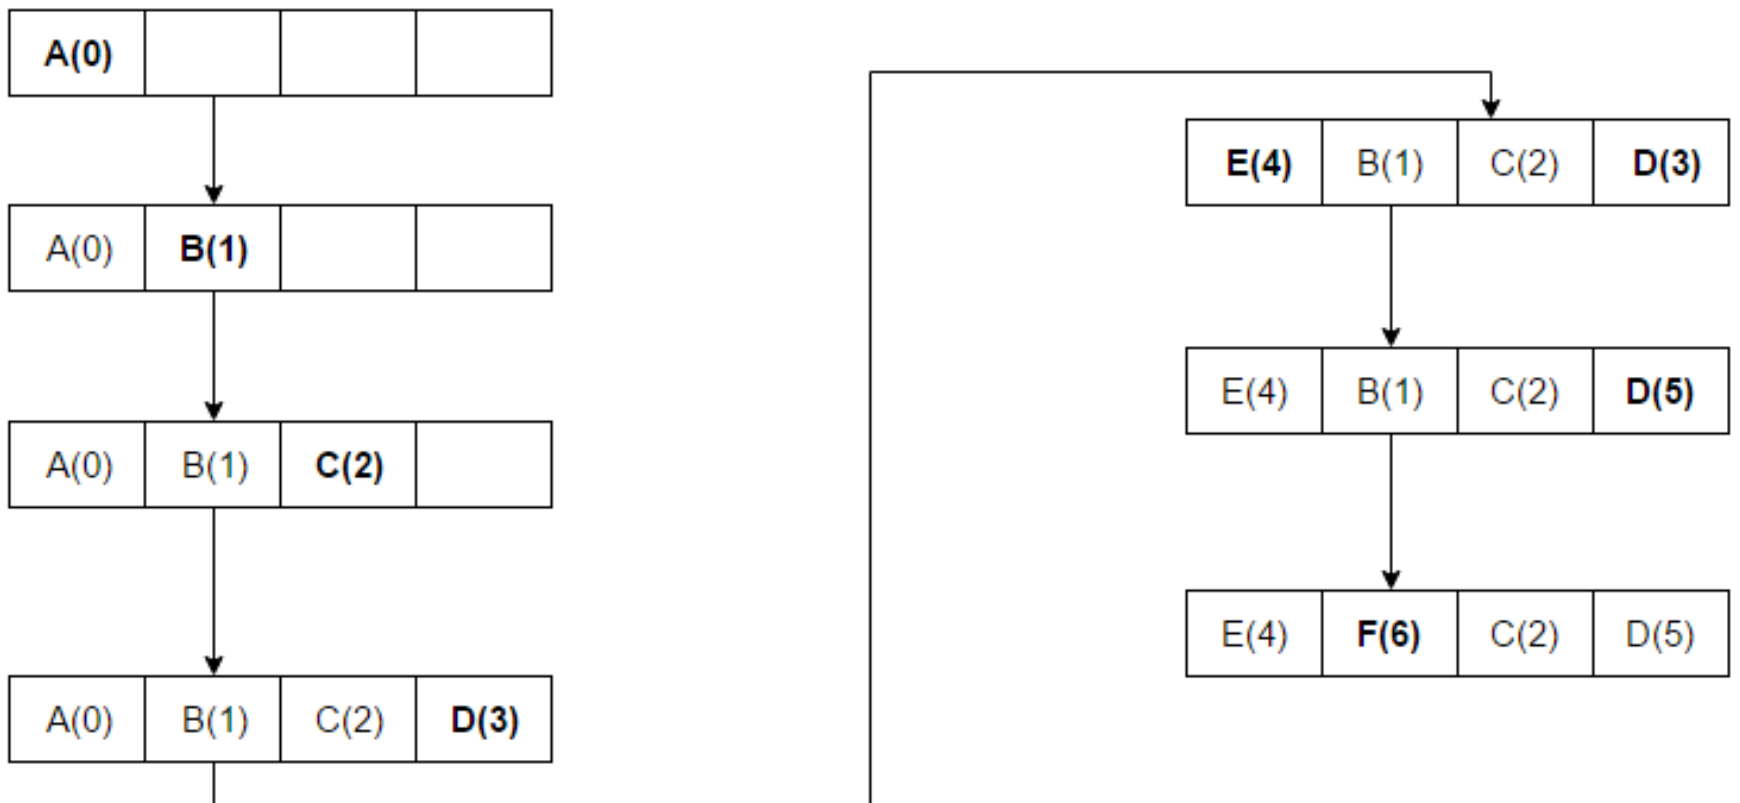 A(0)
A(0) B(1)
A(0) B(1) C(2)
A(0) B(1) C(2) D(3)
E(4) B(1) C(2) D(3)
E(4) B(1) C(2) D(5)
E(4) F(6) C(2) D(5)